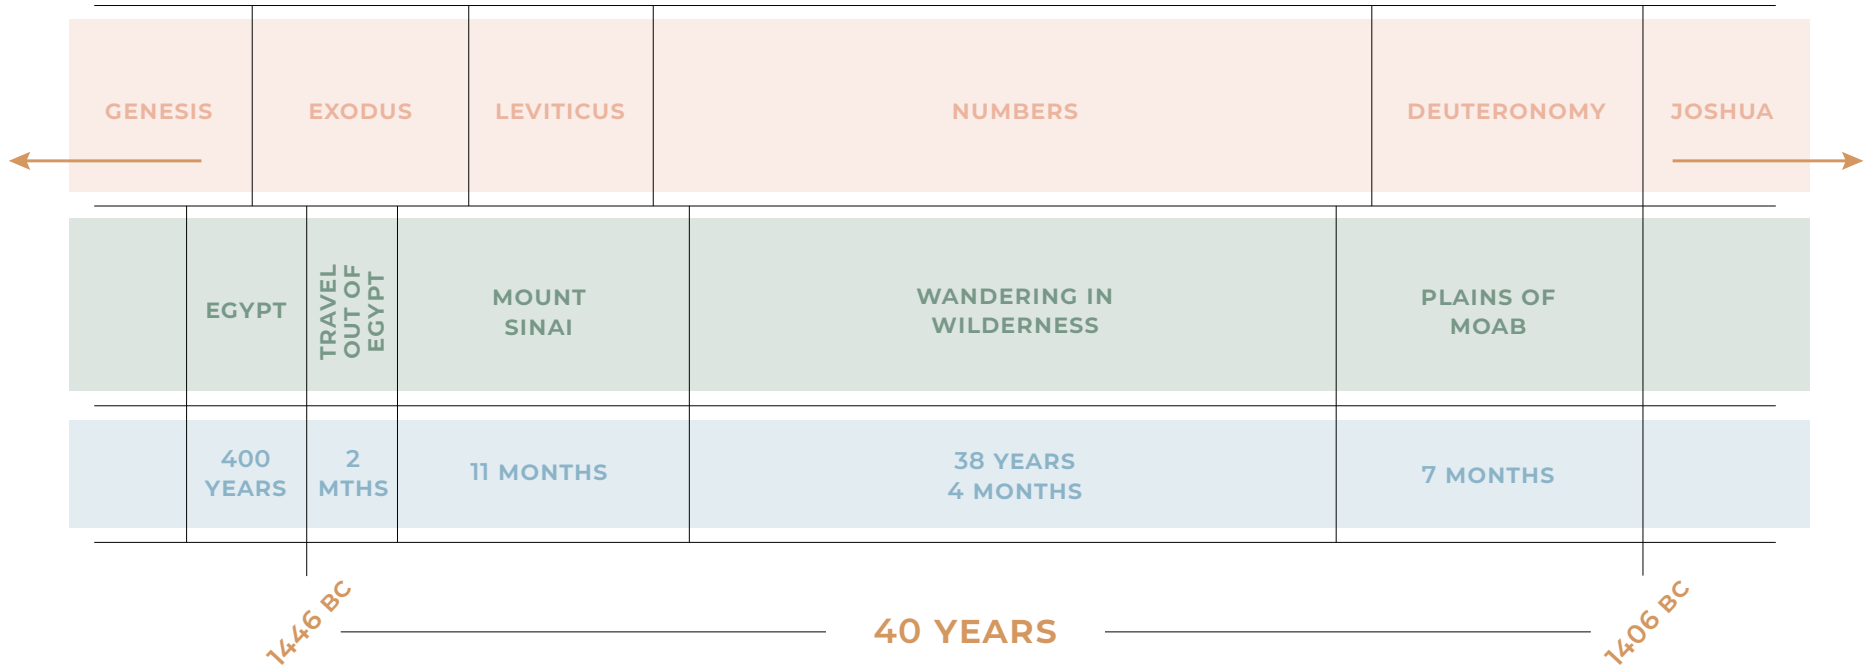 GENESIS
EXODUS
LEVITICUS
NUMBERS
DEUTERONOMY
JOSHUA
EGYPT
TRAVEL
OUT OF
EGYPT
MOUNT
SINAI
WANDERING IN
WILDERNESS
PLAINS OF
MOAB
400
YEARS
2
MTHS
11 MONTHS
38 YEARS
4 MONTHS
7 MONTHS
1446 BC
40 YEARS
1406 BC